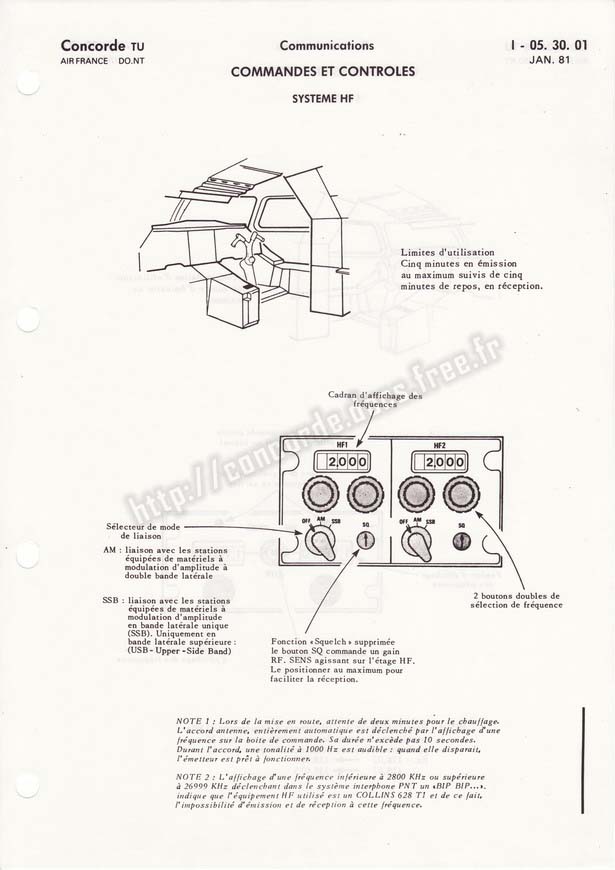 Concorde TU
AIR FRANCE DO.NT
Communications
COMMANDES ET CONTROLES
SYSTEME HF
I - 05. 30. 01
JAN. 81
Limitees d'utilisation
Cinq minutes en émission
au maximum suivis de cinq
minutes de repos, en réception.
http://concorde.docs.free.fr
Cadran d'affichage des
fréquences
HF1
HF2
2,000
2,000
OFF AM SSB
SQ
OFF AM SSB
SQ
Sélecteur de mode
de liaison
AM : liaison avec les stations
équipées de matériels à
modulation d'amplitude à
double bande latérale
SSB : liaison avec les stations
équipées de matériels à
modulation d'amplitude
en bande latérale unique
(SSB). Uniquement en
bande latérale supérieure :
(USB - Upper - Side Band)
2 boutons doubles de
sélection de fréquence
Fonction «Squelch» supprimée
le bouton SQ commande un gain
RF. SENS agissant sur l'étage HF.
Le positionner au maximum pour
faciliter la réception.
NOTE 1 : Lors de la mise en route, attente de deux minutes pour le chauffage.
L'accord antenne, entièrement automatique est déclenché par l'affichage d'une
fréquence sur la boite de commande. Sa durée n'excède pas 10 secondes.
Durant l'accord, une tonalité à 1000 Hz est audible : quand elle disparait,
l'émetteur est prêt à fonctionner.
NOTE 2 : L'affichage d'une fréquence inférieure à 2800 KHz ou supérieure
à 26999 KHz déclenchant dans le système interphone PNT un «BIP BIP...»,
indique que l'équipement HF utilisé est un COLLINS 628 T1 et de ce fait,
l'impossibilité d'émission et de réception à cette fréquence.